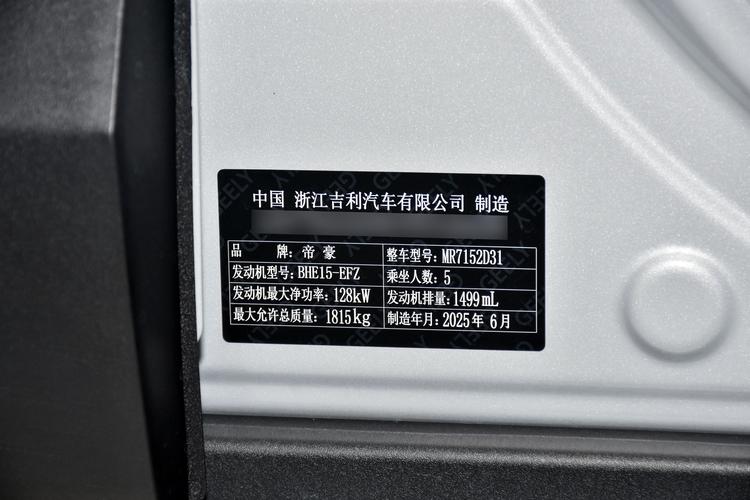 中国 浙江吉利汽车有限公司 制造
品 牌：帝豪 整车型号：MR7152D31
发动机型号：BHE15-EFZ 乘坐人数：5
发动机最大净功率：128kW 发动机排量：1499mL
最大允许总质量：1815kg 制造年月：2025年 6月
GEELY